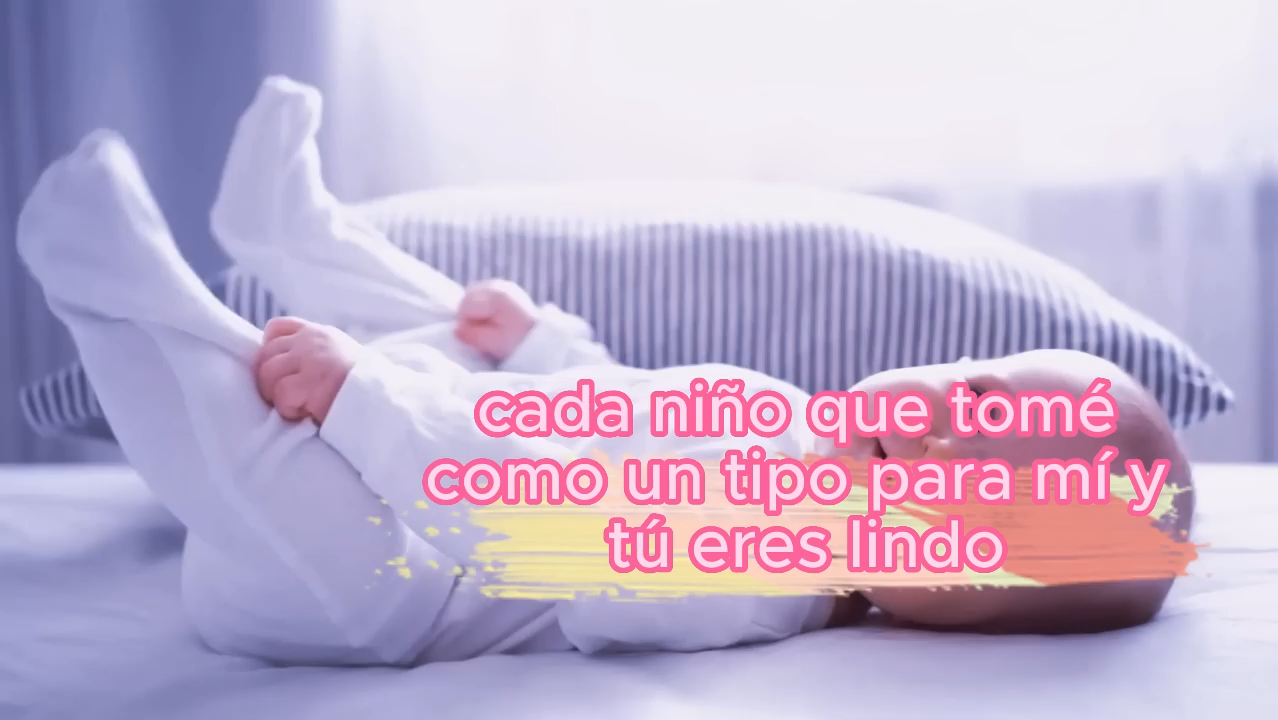 cada niño que tomé
como un tipo para mí y
tú eres lindo